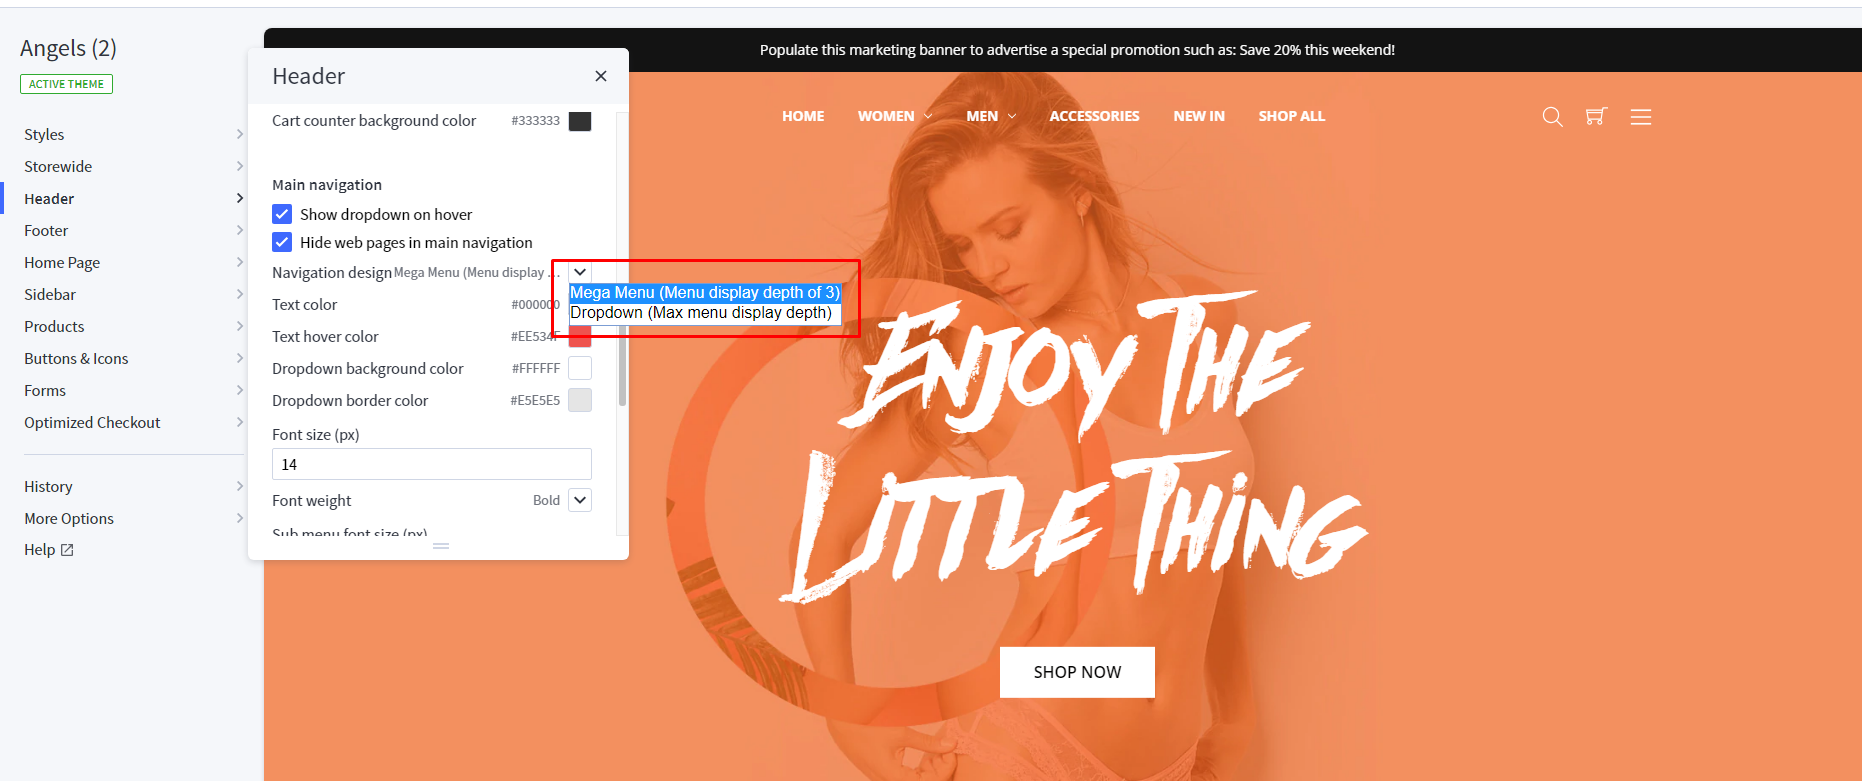 Angels (2)
ACTIVE THEME
Styles
Storewide
Header
Footer
Home Page
Sidebar
Products
Buttons & Icons
Forms
Optimized Checkout
History
More Options
Help
Header
Cart counter background color #333333
Main navigation
Show dropdown on hover
Hide web pages in main navigation
Navigation design Mega Menu (Menu display ...
Mega Menu (Menu display depth of 3)
Dropdown (Max menu display depth)
Text color #000000
Text hover color #EE534F
Dropdown background color #FFFFFF
Dropdown border color #E5E5E5
Font size (px)
14
Font weight Bold
Sub menu font size (px)
Populate this marketing banner to advertise a special promotion such as: Save 20% this weekend!
HOME WOMEN MEN ACCESSORIES NEW IN SHOP ALL
ENJOY THE
LITTLE THING
SHOP NOW